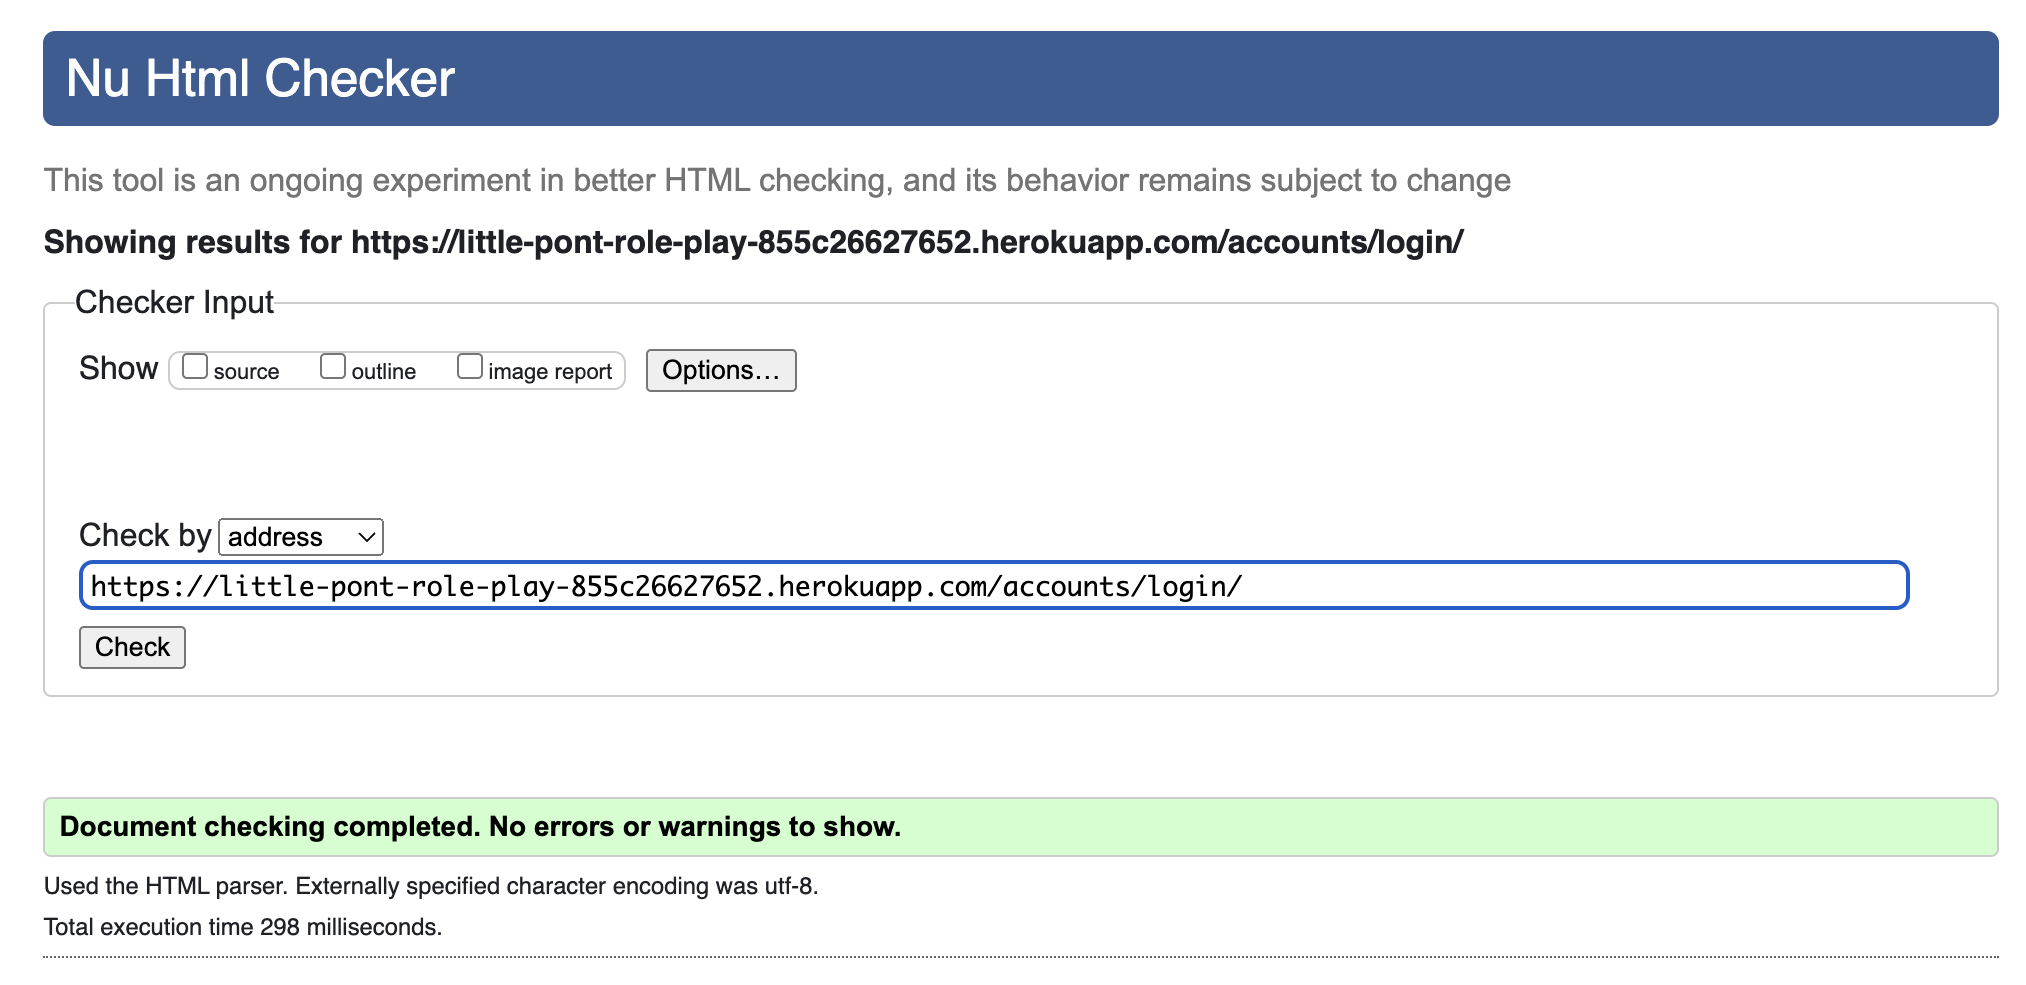 Nu Html Checker
This tool is an ongoing experiment in better HTML checking, and its behavior remains subject to change
Showing results for https://little-pont-role-play-855c26627652.herokuapp.com/accounts/login/
Checker Input
Show source outline image report Options...
Check by address
https://little-pont-role-play-855c26627652.herokuapp.com/accounts/login/
Check
Document checking completed. No errors or warnings to show.
Used the HTML parser. Externally specified character encoding was utf-8.
Total execution time 298 milliseconds.